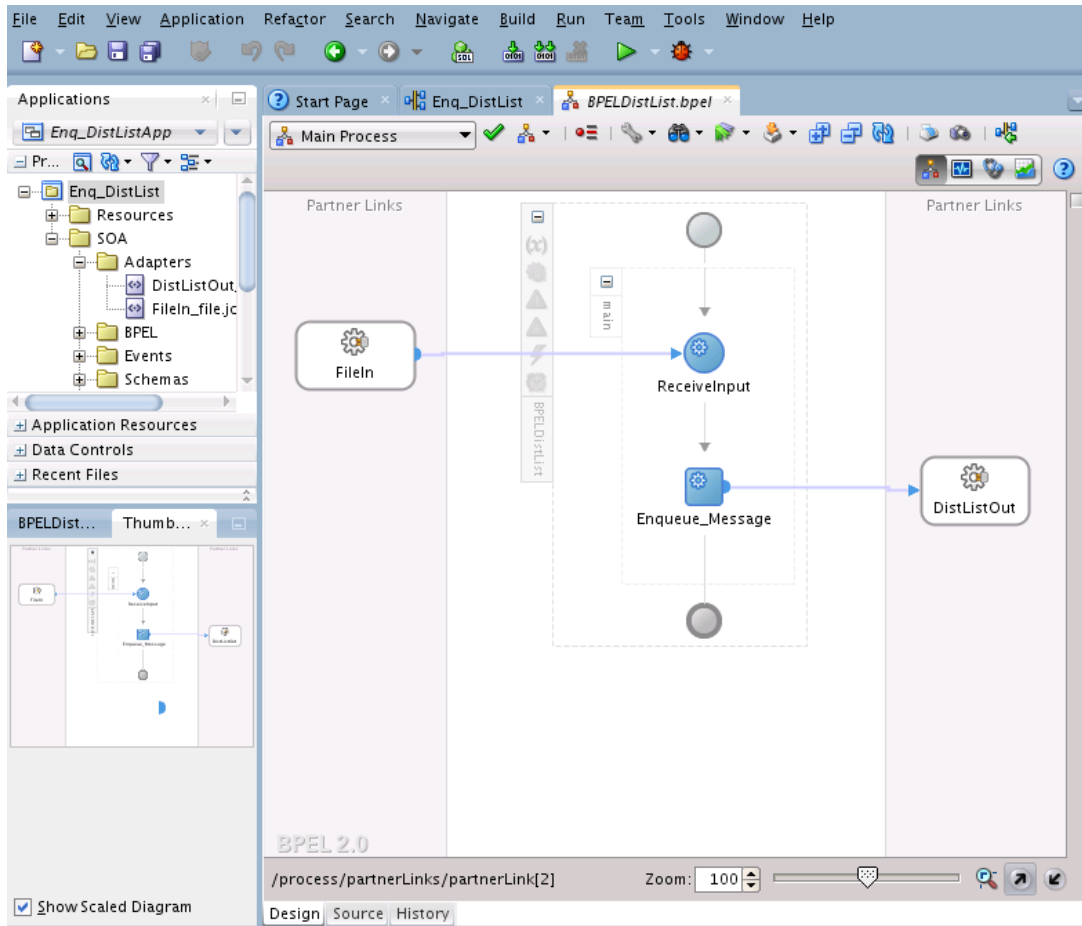 File Edit View Application Refactor Search Navigate Build Run Team Tools Window Help
Applications
Start Page
Enq_DistList
BPELDistList.bpel
Enq_DistListApp
Main Process
Pr...
Enq_DistList
Resources
SOA
Adapters
DistListOut
FileIn_file.jc
BPEL
Events
Schemas
Application Resources
Data Controls
Recent Files
BPELDist...
Thumb...
Show Scaled Diagram
Partner Links
Partner Links
(x)
main
BPELDistList
FileIn
ReceiveInput
Enqueue_Message
DistListOut
BPEL 2.0
/process/partnerLinks/partnerLink[2]
Zoom: 100
Design Source History